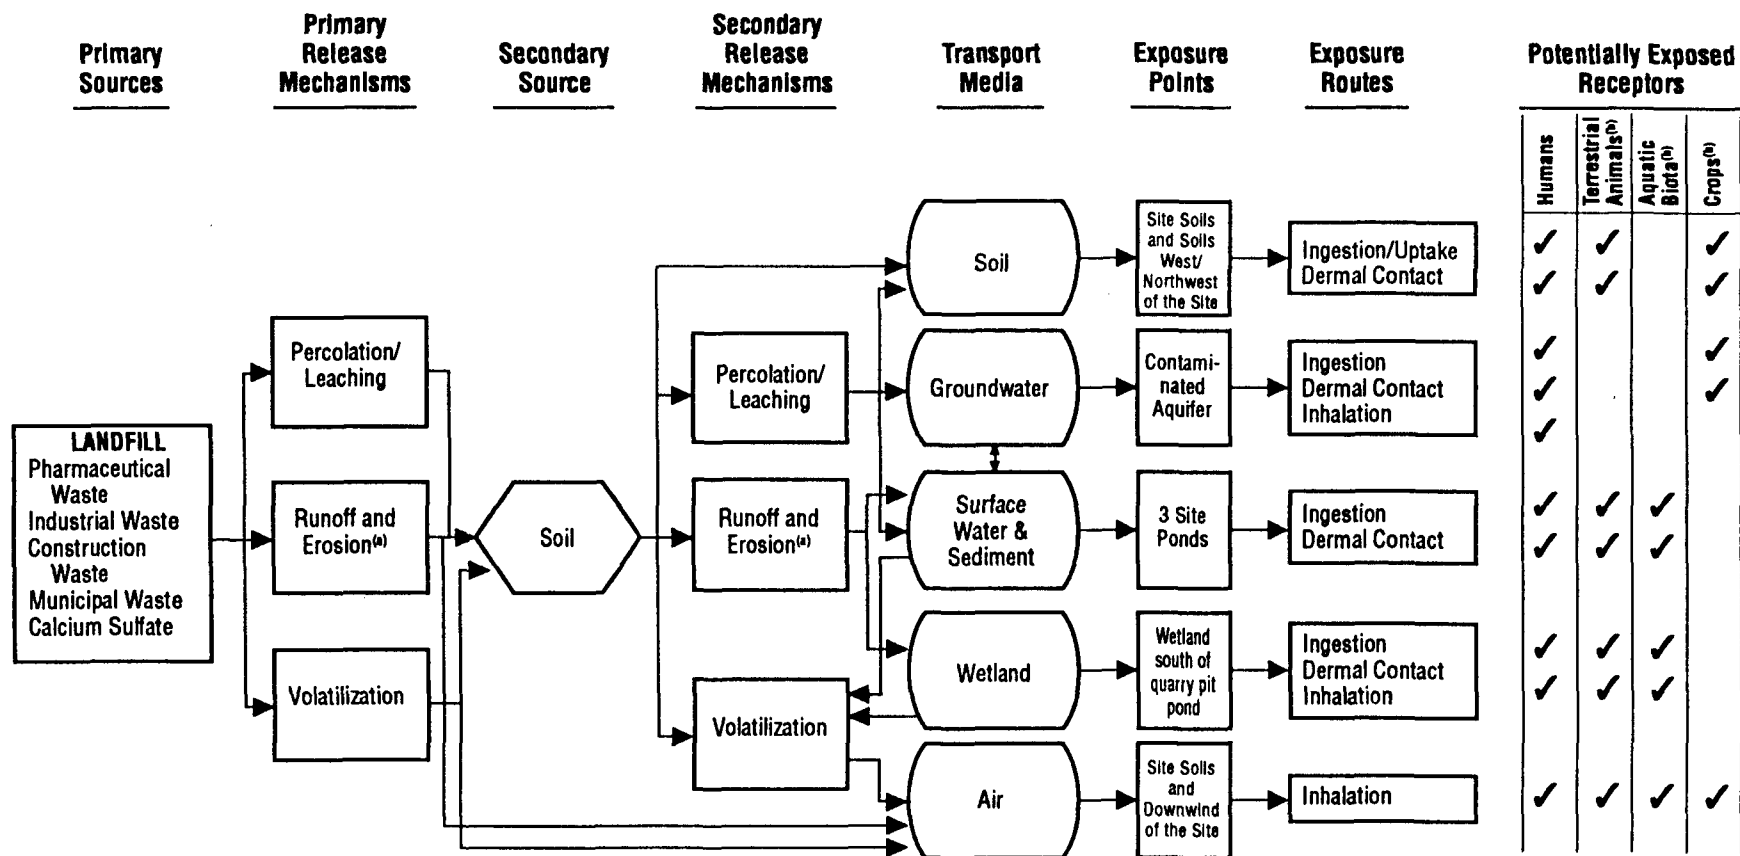 Primary
Sources
Primary
Release
Mechanisms
Secondary
Source
Secondary
Release
Mechanisms
Transport
Media
Exposure
Points
Exposure
Routes
Potentially Exposed
Receptors
Humans
Terrestrial
Animals(b)
Aquatic
Biota(b)
Crops(b)
LANDFILL
Pharmaceutical
Waste
Industrial Waste
Construction
Waste
Municipal Waste
Calcium Sulfate
Percolation/
Leaching
Runoff and
Erosion(a)
Volatilization
Soil
Percolation/
Leaching
Runoff and
Erosion(a)
Volatilization
Soil
Groundwater
Surface
Water &
Sediment
Wetland
Air
Site Soils
and Soils
West/
Northwest
of the Site
Contami-
nated
Aquifer
3 Site
Ponds
Wetland
south of
quarry pit
pond
Site Soils
and
Downwind
of the Site
Ingestion/Uptake
Dermal Contact
Ingestion
Dermal Contact
Inhalation
Ingestion
Dermal Contact
Ingestion
Dermal Contact
Inhalation
Inhalation